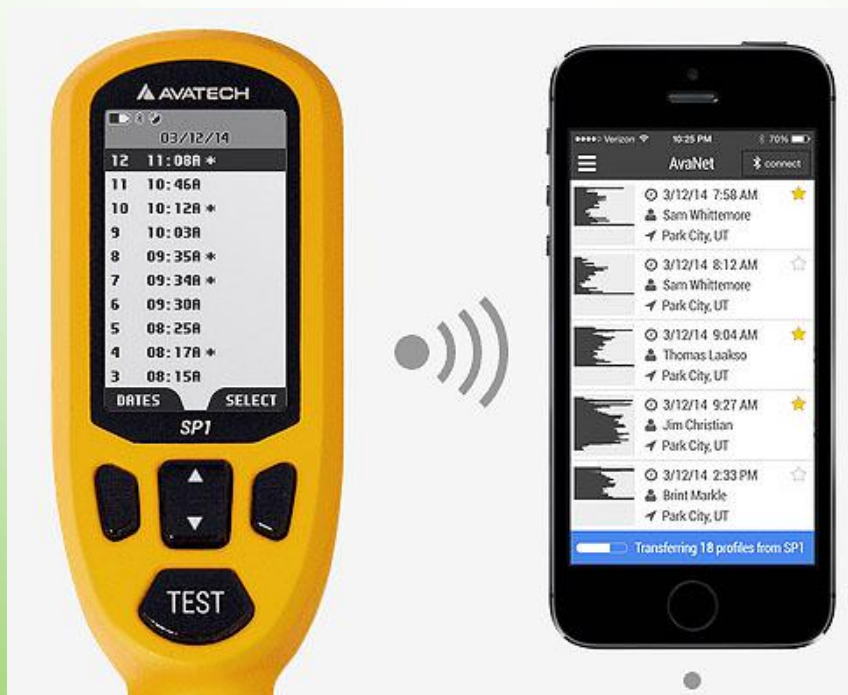 AVATECH
03/12/14
12 11:08A *
11 10:46A
10 10:12A *
9 10:03A
8 09:35A *
7 09:34A *
6 09:30A
5 08:25A
4 08:17A *
3 08:15A
DATES SELECT
SP1
TEST
Verizon 10:25 PM 70%
AvaNet connect
3/12/14 7:58 AM
Sam Whittemore
Park City, UT
3/12/14 8:12 AM
Sam Whittemore
Park City, UT
3/12/14 9:04 AM
Thomas Laakso
Park City, UT
3/12/14 9:27 AM
Jim Christian
Park City, UT
3/12/14 2:33 PM
Brint Markle
Park City, UT
Transferring 18 profiles from SP1